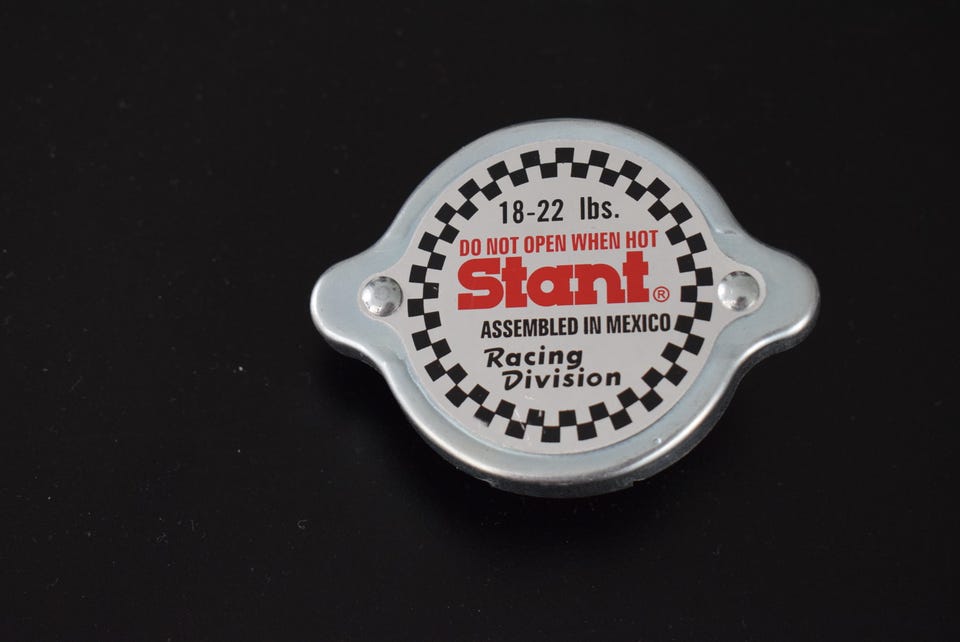 18-22 lbs.
DO NOT OPEN WHEN HOT
Stant®
ASSEMBLED IN MEXICO
Racing
Division